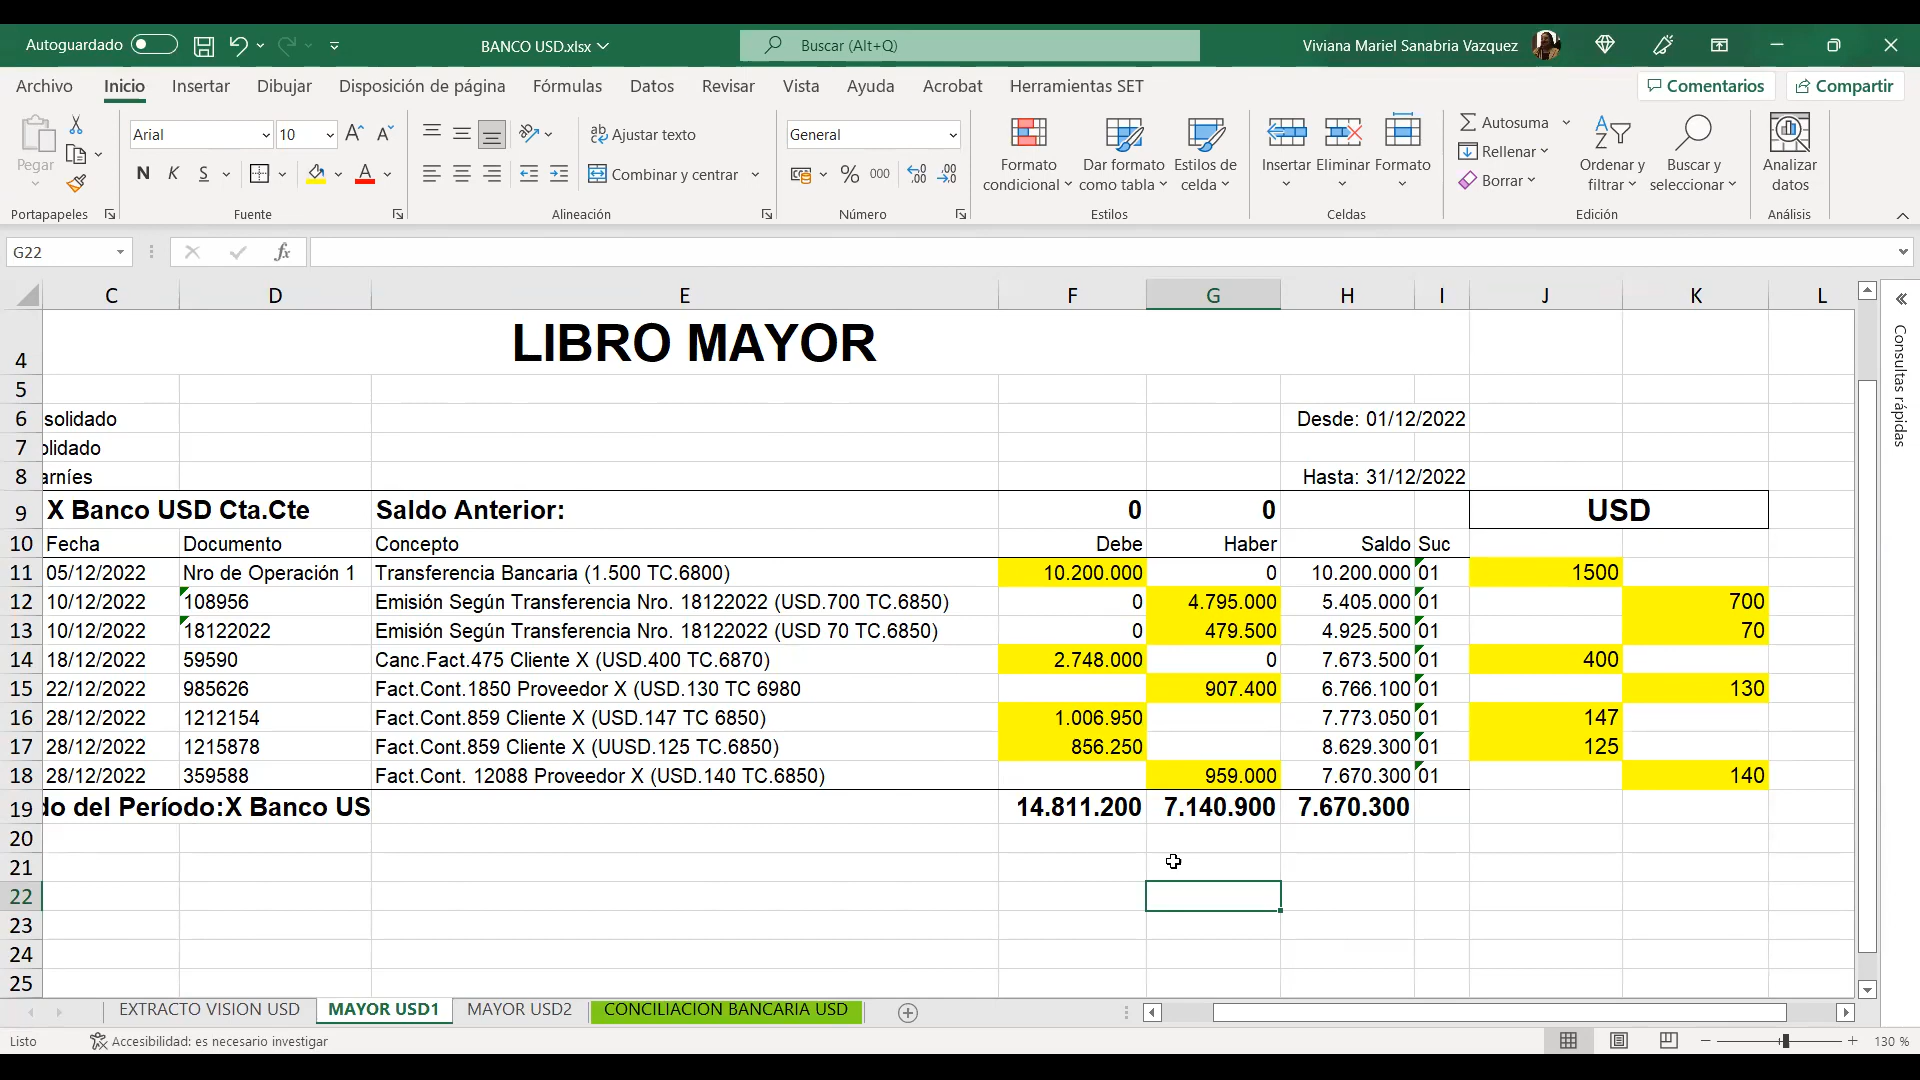 Autoguardado
BANCO USD.xlsx
Buscar (Alt+Q)
Viviana Mariel Sanabria Vazquez
Archivo
Inicio
Insertar
Dibujar
Disposición de página
Fórmulas
Datos
Revisar
Vista
Ayuda
Acrobat
Herramientas SET
Comentarios
Compartir
Pegar
Arial
10
N K S
Ajustar texto
Combinar y centrar
General
% 000
Formato condicional
Dar formato como tabla
Estilos de celda
Insertar
Eliminar
Formato
Autosuma
Rellenar
Borrar
Ordenar y filtrar
Buscar y seleccionar
Analizar datos
Portapapeles
Fuente
Alineación
Número
Estilos
Celdas
Edición
Análisis
G22
fx
C D E F G H I J K L
4 LIBRO MAYOR
5
6 solidado Desde: 01/12/2022
7 olidado
8 arníes Hasta: 31/12/2022
9 X Banco USD Cta.Cte Saldo Anterior: 0 0 USD
10 Fecha Documento Concepto Debe Haber Saldo Suc
11 05/12/2022 Nro de Operación 1 Transferencia Bancaria (1.500 TC.6800) 10.200.000 0 10.200.000 01 1500
12 10/12/2022 108956 Emisión Según Transferencia Nro. 18122022 (USD.700 TC.6850) 0 4.795.000 5.405.000 01 700
13 10/12/2022 18122022 Emisión Según Transferencia Nro. 18122022 (USD 70 TC.6850) 0 479.500 4.925.500 01 70
14 18/12/2022 59590 Canc.Fact.475 Cliente X (USD.400 TC.6870) 2.748.000 0 7.673.500 01 400
15 22/12/2022 985626 Fact.Cont.1850 Proveedor X (USD.130 TC 6980 907.400 6.766.100 01 130
16 28/12/2022 1212154 Fact.Cont.859 Cliente X (USD.147 TC 6850) 1.006.950 7.773.050 01 147
17 28/12/2022 1215878 Fact.Cont.859 Cliente X (UUSD.125 TC.6850) 856.250 8.629.300 01 125
18 28/12/2022 359588 Fact.Cont. 12088 Proveedor X (USD.140 TC.6850) 959.000 7.670.300 01 140
19 do del Período:X Banco US 14.811.200 7.140.900 7.670.300
20
21
22
23
24
25
Consultas rápidas
EXTRACTO VISION USD
MAYOR USD1
MAYOR USD2
CONCILIACION BANCARIA USD
Listo
Accesibilidad: es necesario investigar
130 %